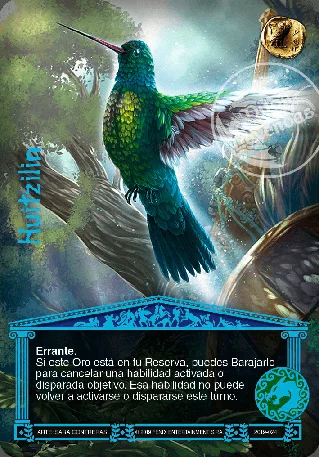 Huitzilin
Errante.
Si este Oro está en tu Reserva, puedes Barajarlo
para cancelar una habilidad activada o
disparada objetivo. Esa habilidad no puede
volver a activarse o dispararse este turno.